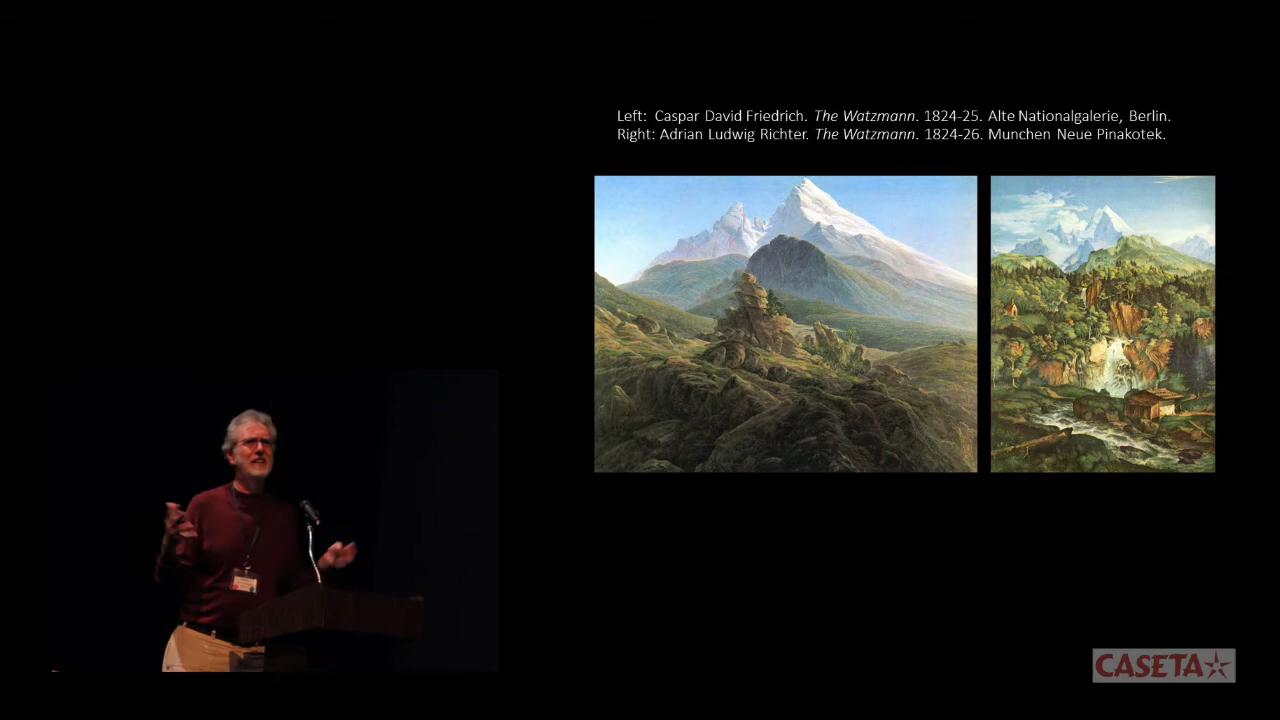 Left: Caspar David Friedrich. The Watzmann. 1824-25. Alte Nationalgalerie, Berlin.
Right: Adrian Ludwig Richter. The Watzmann. 1824-26. Munchen Neue Pinakotek.
CASETA